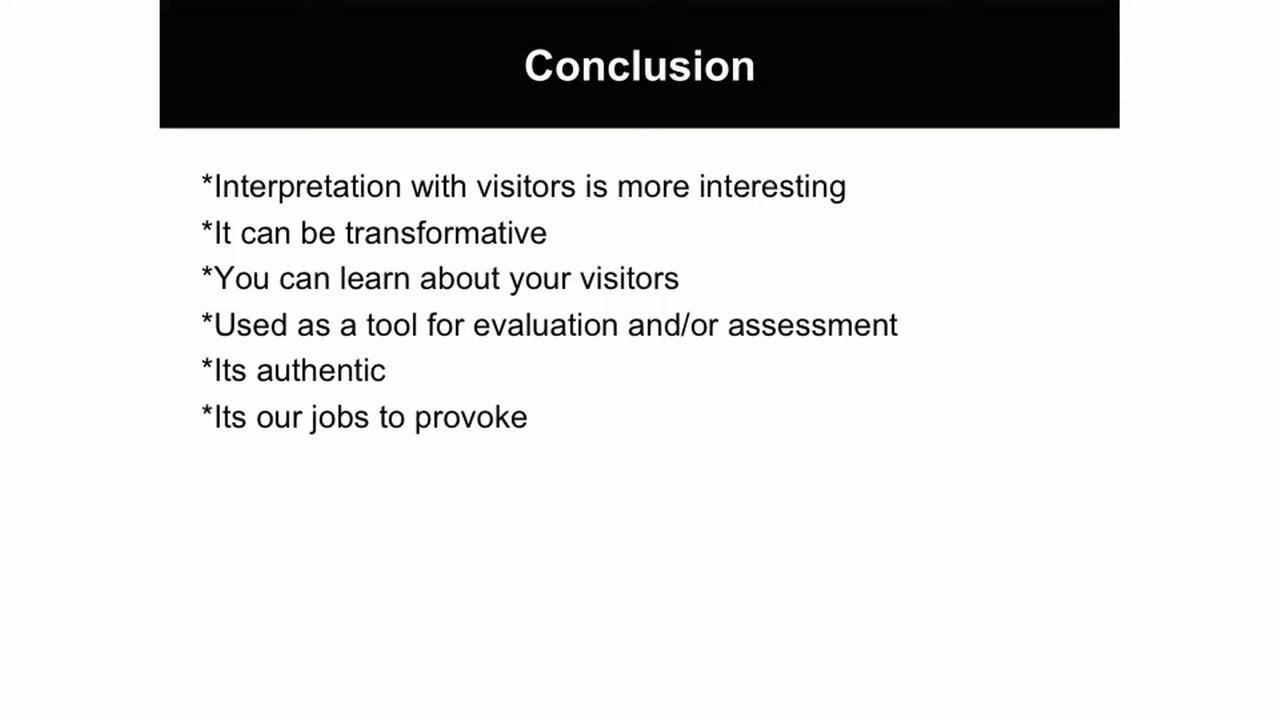 Conclusion
*Interpretation with visitors is more interesting
*It can be transformative
*You can learn about your visitors
*Used as a tool for evaluation and/or assessment
*Its authentic
*Its our jobs to provoke